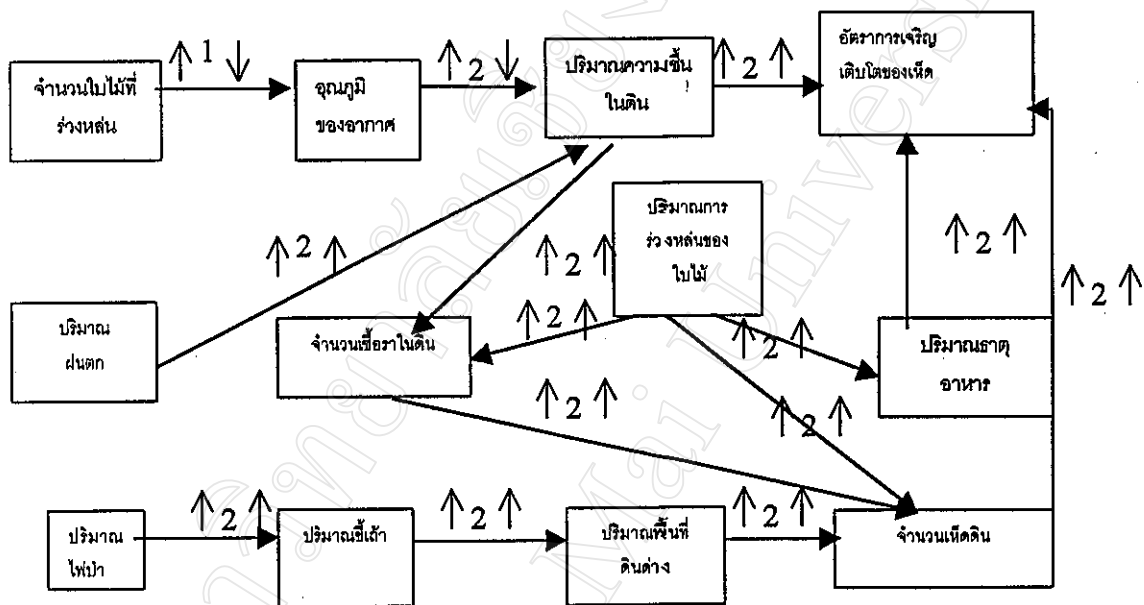 ↑ 1 ↓
↑ 2 ↓
↑ 2 ↑
จำนวนใบไม้ที่
ร่วงหล่น
อุณภูมิ
ของอากาศ
ปริมาณความชื้น
ในดิน
อัตราการเจริญ
เติบโตของเห็ด
ปริมาณการ
ร่วงหล่นของ
ใบไม้
↑ 2 ↑
↑ 2 ↑
↑ 2 ↑
↑ 2 ↑
↑ 2 ↑
↑ 2 ↑
ปริมาณ
ฝนตก
จำนวนเชื้อราในดิน
ปริมาณธาตุ
อาหาร
↑ 2 ↑
↑ 2 ↑
↑ 2 ↑
↑ 2 ↑
↑ 2 ↑
ปริมาณ
ไฟป่า
ปริมาณขี้เถ้า
ปริมาณพื้นที่
ดินด่าง
จำนวนเห็ดดิน
Mai Univers